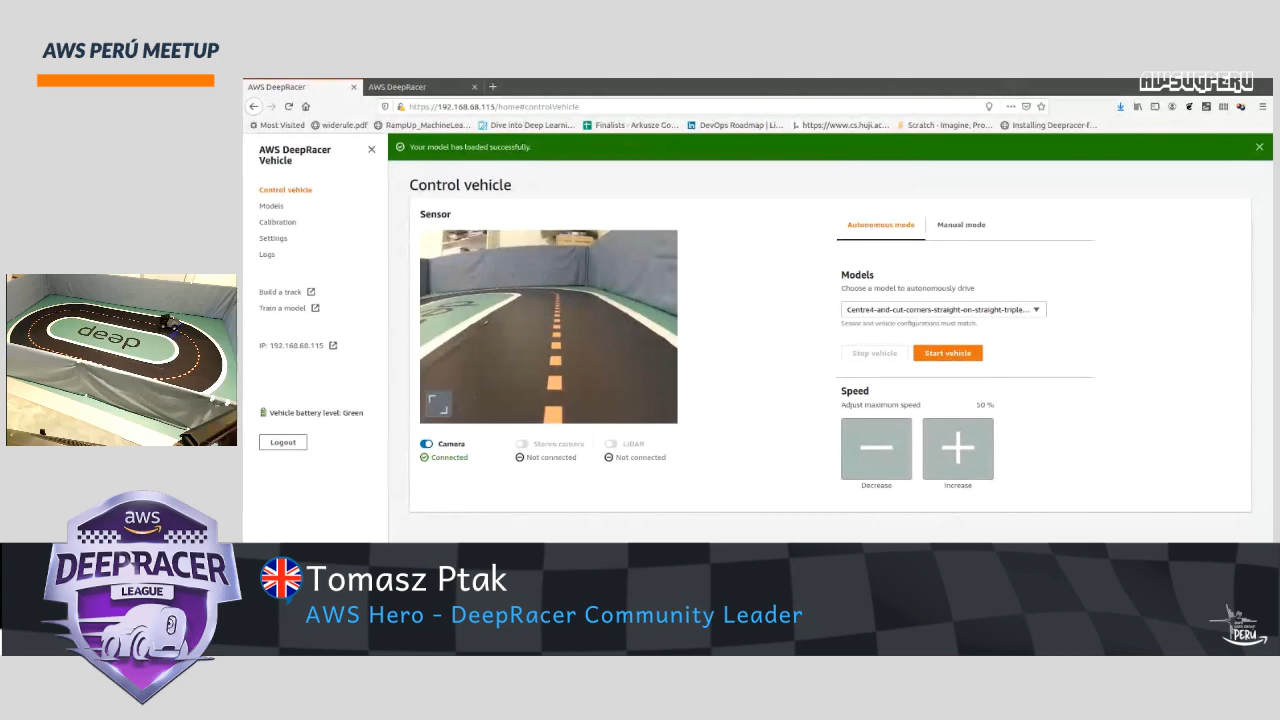 AWS PERÚ MEETUP
AWSUGPERU
AWS DeepRacer
AWS DeepRacer
https://192.168.68.115/home#controlVehicle
Most Visited
widerule.pdf
RampUp_MachineLea...
Dive into Deep Learni...
Finalists - Arkusze Go...
DevOps Roadmap | Li...
https://www.cs.huji.ac...
Scratch - Imagine, Pro...
Installing Deepracer-f...
AWS DeepRacer
Vehicle
Control vehicle
Models
Calibration
Settings
Logs
Build a track
Train a model
IP: 192.168.68.115
Vehicle battery level: Green
Logout
Your model has loaded successfully.
Control vehicle
Sensor
Camera
Connected
Stereo camera
Not connected
LiDAR
Not connected
Autonomous mode
Manual mode
Models
Choose a model to autonomously drive
Centre4-and-cut-corners-straight-on-straight-triple...
Sensor and vehicle configurations must match.
Stop vehicle
Start vehicle
Speed
Adjust maximum speed
50 %
Decrease
Increase
deep
aws
DEEPRACER
LEAGUE
Tomasz Ptak
AWS Hero - DeepRacer Community Leader
PERU